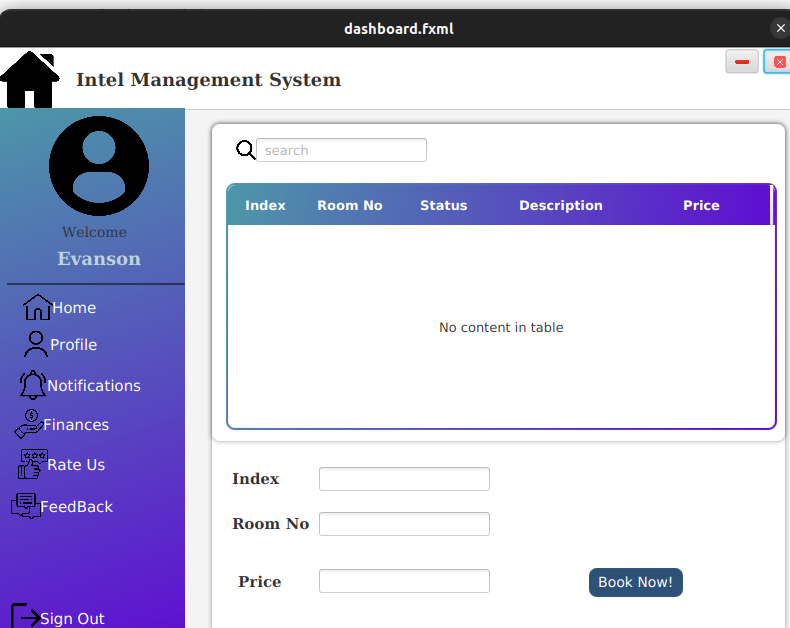 dashboard.fxml
Intel Management System
Welcome
Evanson
Home
Profile
Notifications
Finances
Rate Us
FeedBack
Sign Out
search
Index Room No Status Description Price
No content in table
Index
Room No
Price
Book Now!